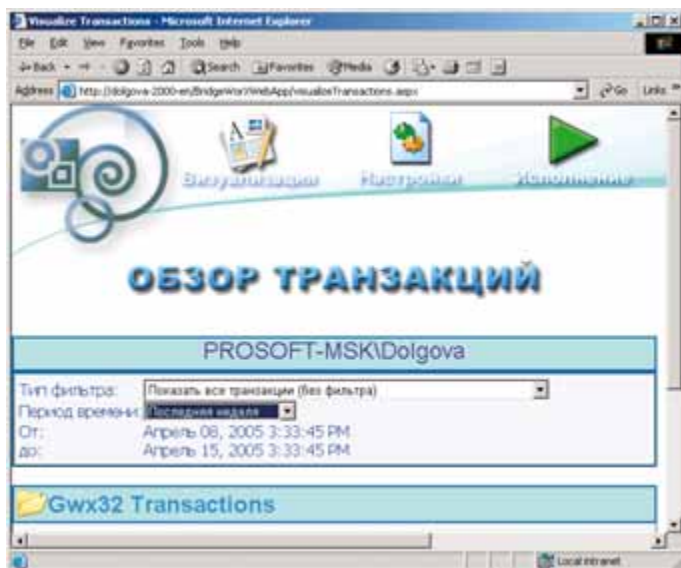 Visualize Transactions - Microsoft Internet Explorer
File Edit View Favorites Tools Help
Back Search Favorites Media
Address http://dolgova-2000-en/BridgeWorXWebApp/VisualizeTransactions.aspx Go Links »
Визуализация Настройки Исполнение
ОБЗОР ТРАНЗАКЦИЙ
PROSOFT-MSK\Dolgova
Тип фильтра: Показать все транзакции (без фильтра)
Период времени: Последняя неделя
От: Апрель 08, 2005 3:33:45 PM
до: Апрель 15, 2005 3:33:45 PM
Gwx32 Transactions
Local intranet